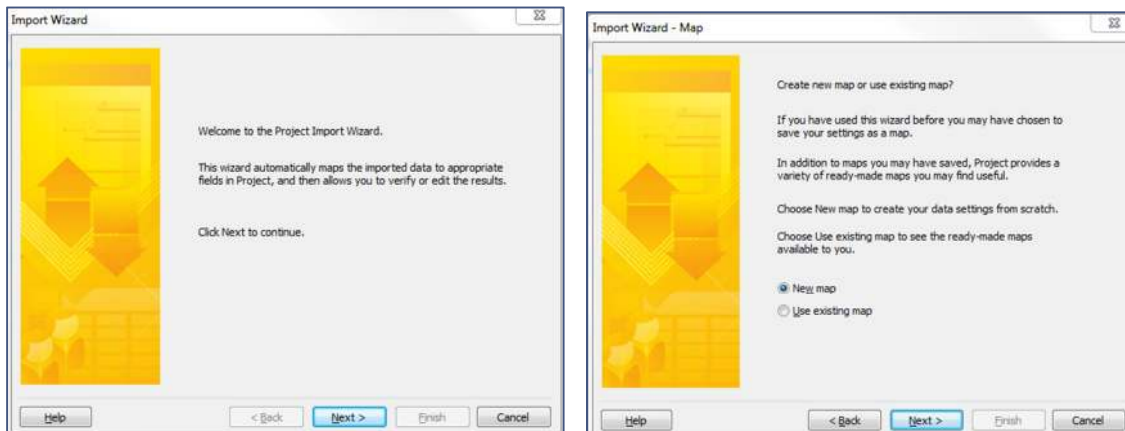 Import Wizard
Welcome to the Project Import Wizard.
This wizard automatically maps the imported data to appropriate
fields in Project, and then allows you to verify or edit the results.
Click Next to continue.
Help
< Back
Next >
Finish
Cancel
Import Wizard - Map
Create new map or use existing map?
If you have used this wizard before you may have chosen to
save your settings as a map.
In addition to maps you may have saved, Project provides a
variety of ready-made maps you may find useful.
Choose New map to create your data settings from scratch.
Choose Use existing map to see the ready-made maps
available to you.
New map
Use existing map
Help
< Back
Next >
Finish
Cancel